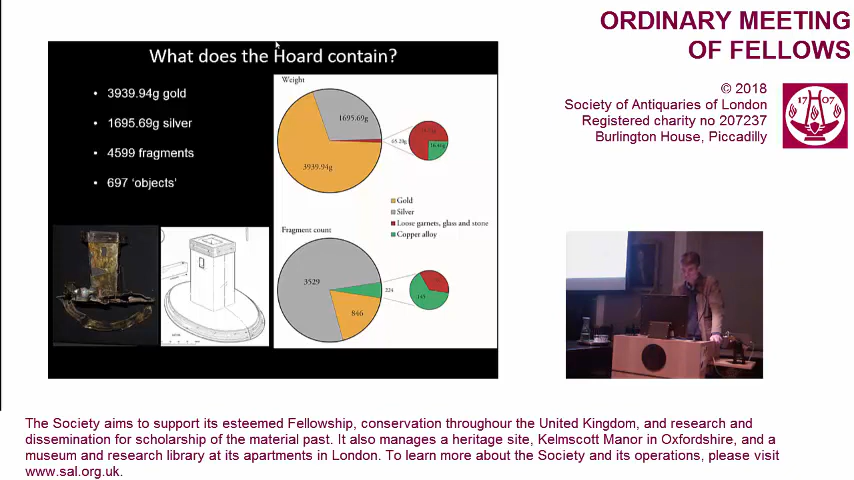 ORDINARY MEETING
OF FELLOWS
© 2018
Society of Antiquaries of London
Registered charity no 207237
Burlington House, Piccadilly
17 07
What does the Hoard contain?
• 3939.94g gold
• 1695.69g silver
• 4599 fragments
• 697 'objects'
Weight
1695.69g
3939.94g
Gold
Silver
Loose garnets, glass and stone
Copper alloy
Fragment count
3529
846
224
The Society aims to support its esteemed Fellowship, conservation throughour the United Kingdom, and research and
dissemination for scholarship of the material past. It also manages a heritage site, Kelmscott Manor in Oxfordshire, and a
museum and research library at its apartments in London. To learn more about the Society and its operations, please visit
www.sal.org.uk.